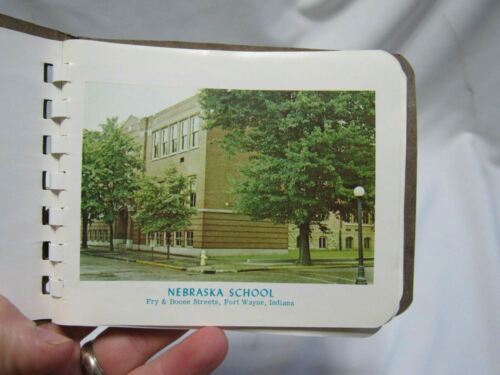 NEBRASKA SCHOOL
Fry & Boone Streets, Fort Wayne, Indiana